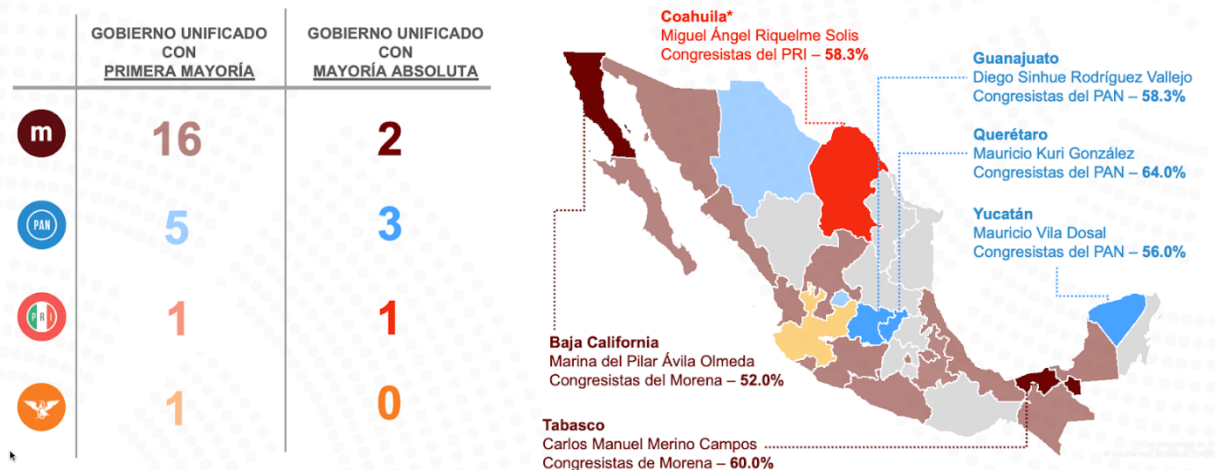 GOBIERNO UNIFICADO
CON
PRIMERA MAYORÍA
GOBIERNO UNIFICADO
CON
MAYORÍA ABSOLUTA
m
16
2
PAN
5
3
PRI
1
1
1
0
Coahuila*
Miguel Ángel Riquelme Solis
Congresistas del PRI – 58.3%
Guanajuato
Diego Sinhue Rodríguez Vallejo
Congresistas del PAN – 58.3%
Querétaro
Mauricio Kuri González
Congresistas del PAN – 64.0%
Yucatán
Mauricio Vila Dosal
Congresistas del PAN – 56.0%
Baja California
Marina del Pilar Ávila Olmeda
Congresistas del Morena – 52.0%
Tabasco
Carlos Manuel Merino Campos
Congresistas de Morena – 60.0%